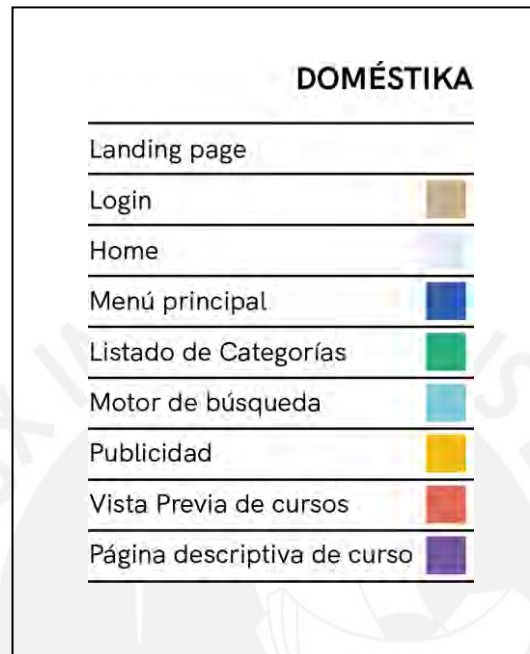 DOMÉSTIKA
Landing page
Login
Home
Menú principal
Listado de Categorías
Motor de búsqueda
Publicidad
Vista Previa de cursos
Página descriptiva de curso